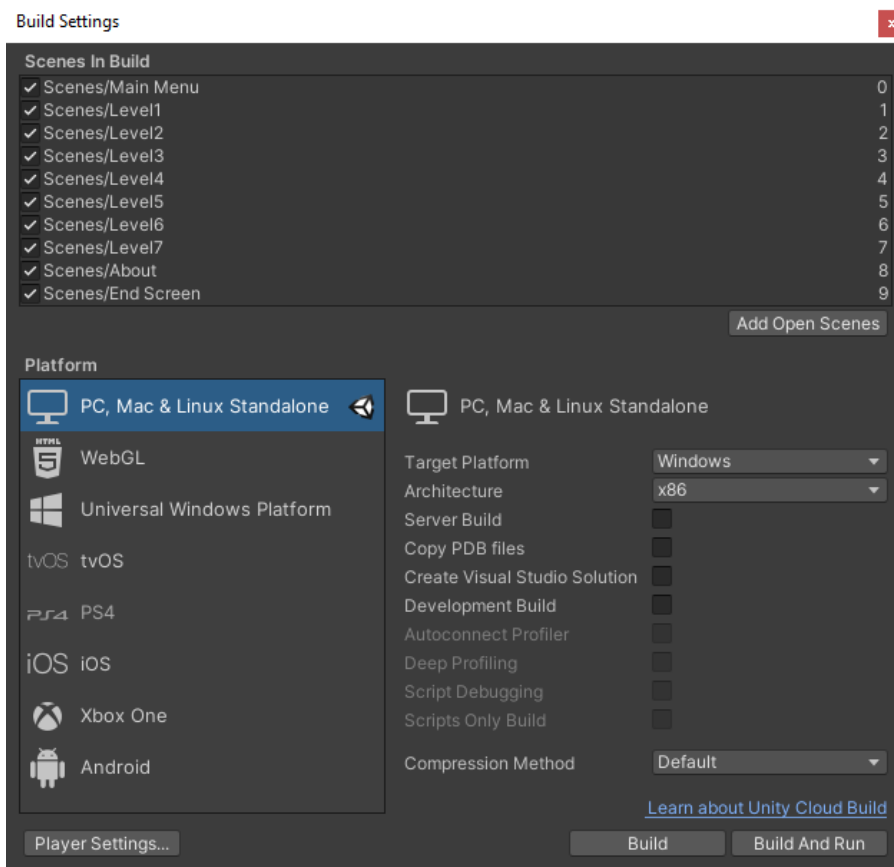 Build Settings
x
Scenes In Build
Scenes/Main Menu 0
Scenes/Level1 1
Scenes/Level2 2
Scenes/Level3 3
Scenes/Level4 4
Scenes/Level5 5
Scenes/Level6 6
Scenes/Level7 7
Scenes/About 8
Scenes/End Screen 9
Add Open Scenes
Platform
PC, Mac & Linux Standalone
HTML 5 WebGL
Universal Windows Platform
tvOS tvOS
PS4 PS4
iOS iOS
Xbox One
Android
PC, Mac & Linux Standalone
Target Platform Windows
Architecture x86
Server Build
Copy PDB files
Create Visual Studio Solution
Development Build
Autoconnect Profiler
Deep Profiling
Script Debugging
Scripts Only Build
Compression Method Default
Learn about Unity Cloud Build
Player Settings... Build Build And Run